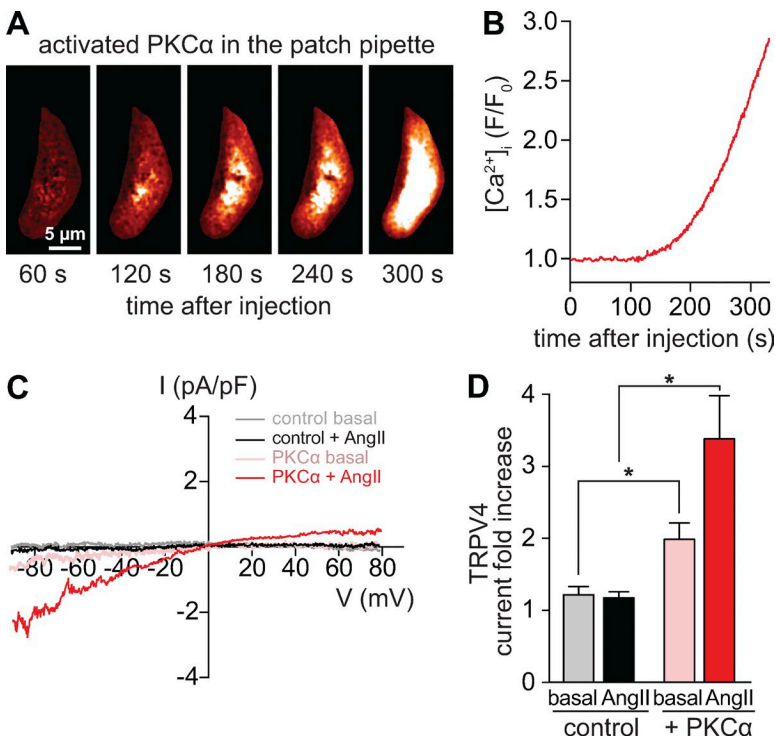 A
activated PKCα in the patch pipette
5 μm
60 s 120 s 180 s 240 s 300 s
time after injection
B
[Ca²⁺]ᵢ (F/F₀)
3.0
2.5
2.0
1.5
1.0
0 100 200 300
time after injection (s)
C
I (pA/pF)
4
2
-2
-4
control basal
control + AngII
PKCα basal
PKCα + AngII
-80 -60 -40 -20 20 40 60 80
V (mV)
D
TRPV4
current fold increase
4
3
2
1
0
*
*
basal AngII basal AngII
control + PKCα